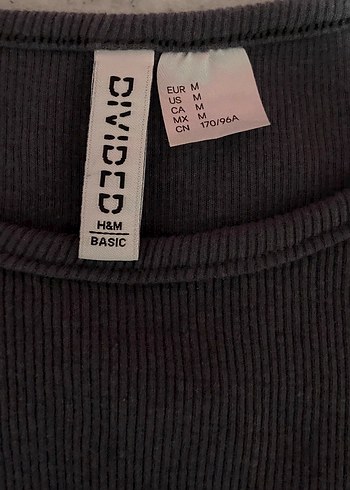 DIVIDED
H&M
BASIC
EUR M
US M
CA M
MX M
CN 170/96A